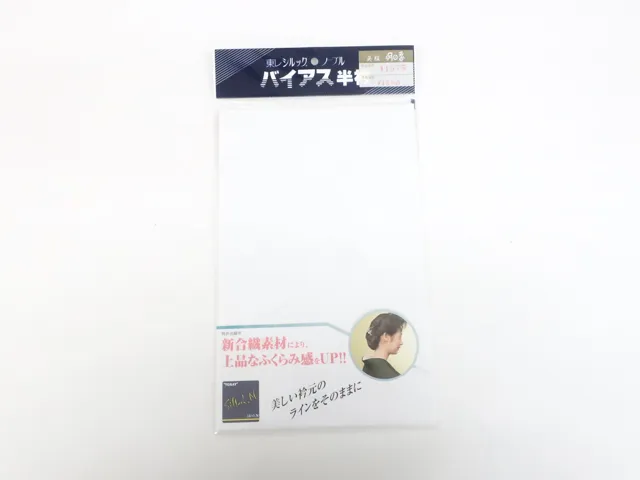 東レシルック ノーブル
バイアス半衿
新合繊素材により、
上品なふくらみ感をUP!!
美しい衿元の
ラインをそのままに